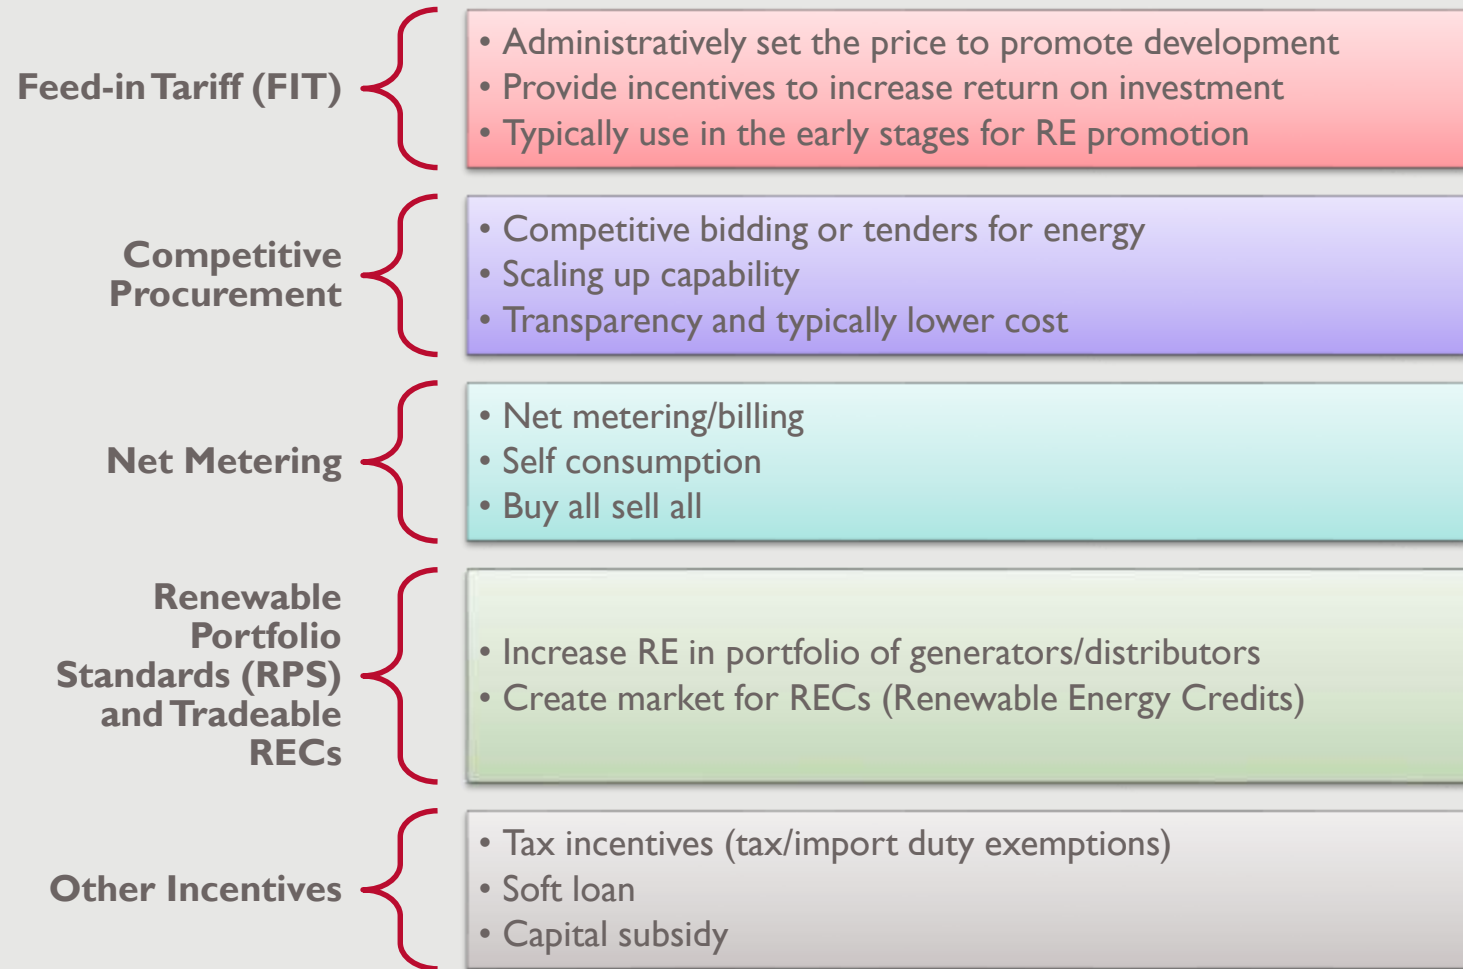 Feed-in Tariff (FIT)
• Administratively set the price to promote development
• Provide incentives to increase return on investment
• Typically use in the early stages for RE promotion
Competitive
Procurement
• Competitive bidding or tenders for energy
• Scaling up capability
• Transparency and typically lower cost
Net Metering
• Net metering/billing
• Self consumption
• Buy all sell all
Renewable
Portfolio
Standards (RPS)
and Tradeable
RECs
• Increase RE in portfolio of generators/distributors
• Create market for RECs (Renewable Energy Credits)
Other Incentives
• Tax incentives (tax/import duty exemptions)
• Soft loan
• Capital subsidy